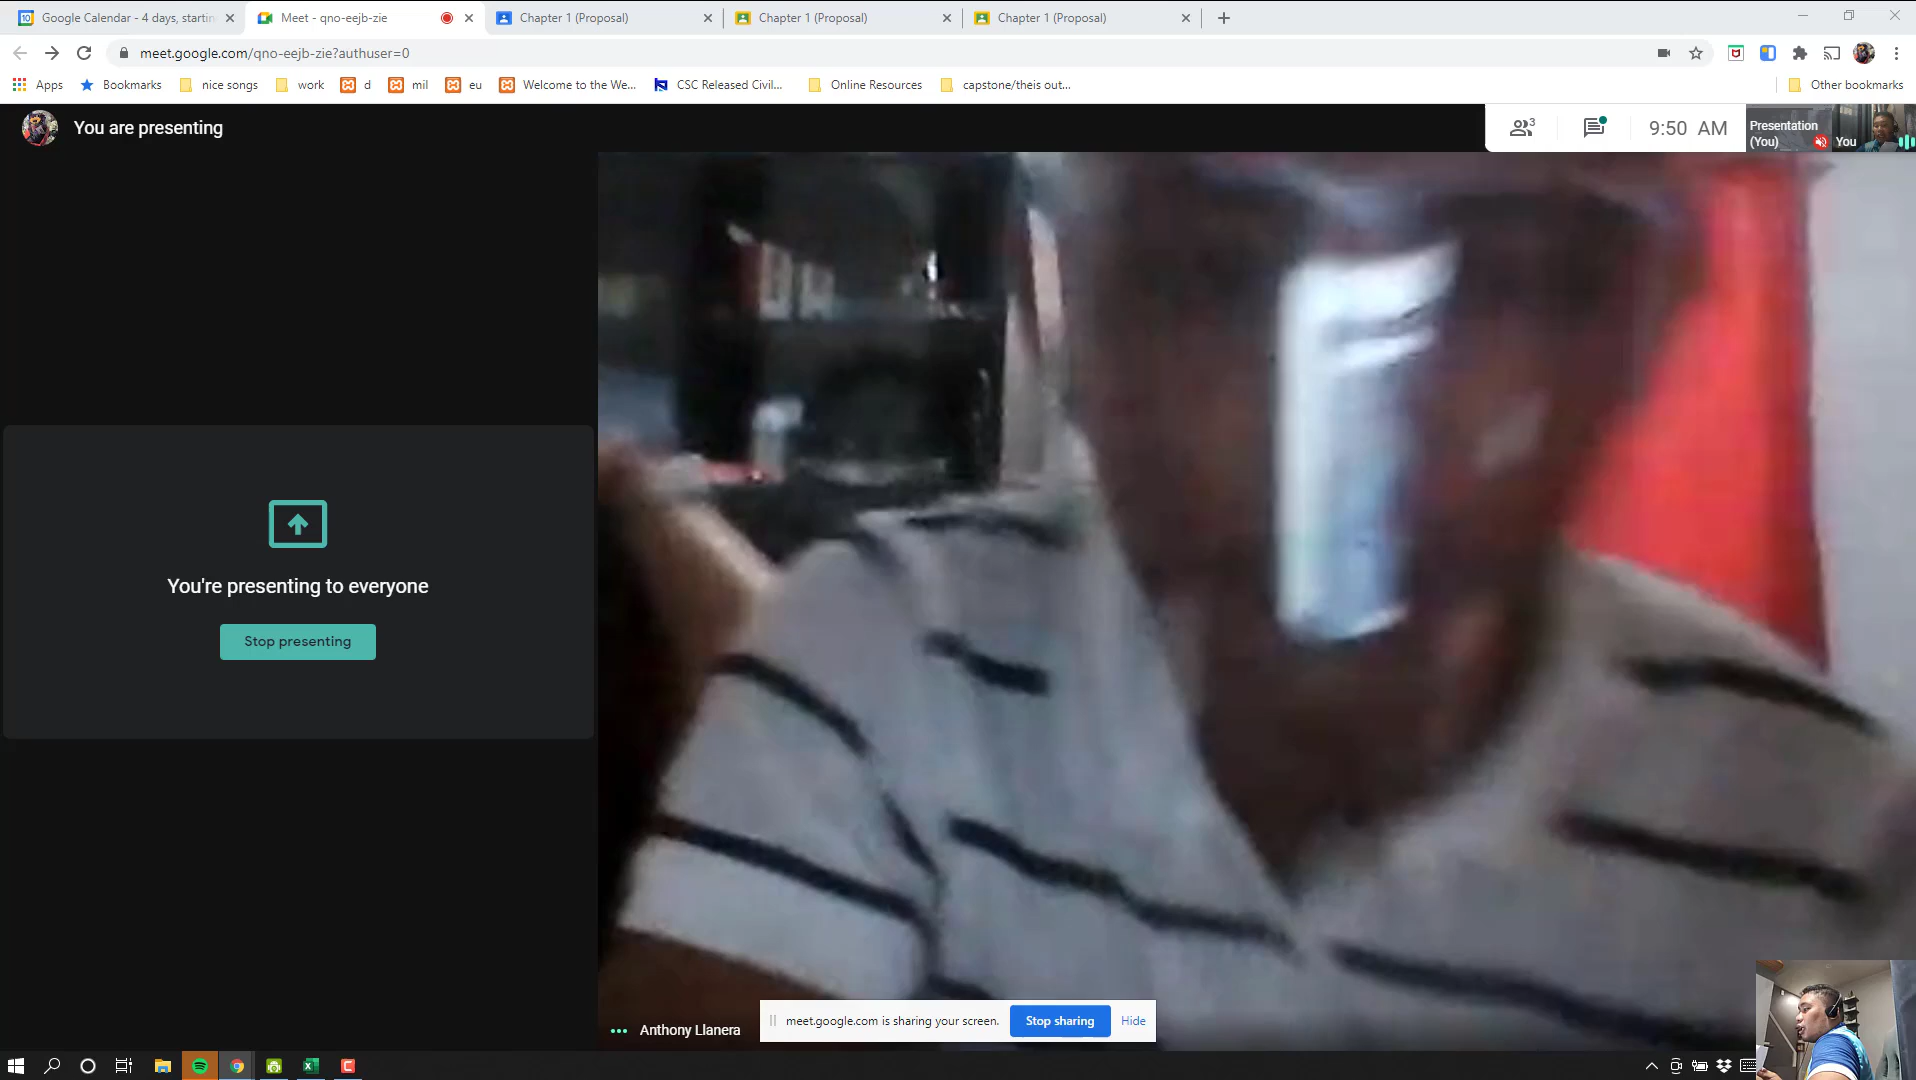 Google Calendar - 4 days, startin
Meet - qno-eejb-zie
Chapter 1 (Proposal)
Chapter 1 (Proposal)
Chapter 1 (Proposal)
meet.google.com/qno-eejb-zie?authuser=0
Apps
Bookmarks
nice songs
work
d
mil
eu
Welcome to the We...
CSC Released Civil...
Online Resources
capstone/theis out...
Other bookmarks
You are presenting
3
9:50 AM
Presentation
(You)
You
You're presenting to everyone
Stop presenting
Anthony Llanera
meet.google.com is sharing your screen.
Stop sharing
Hide